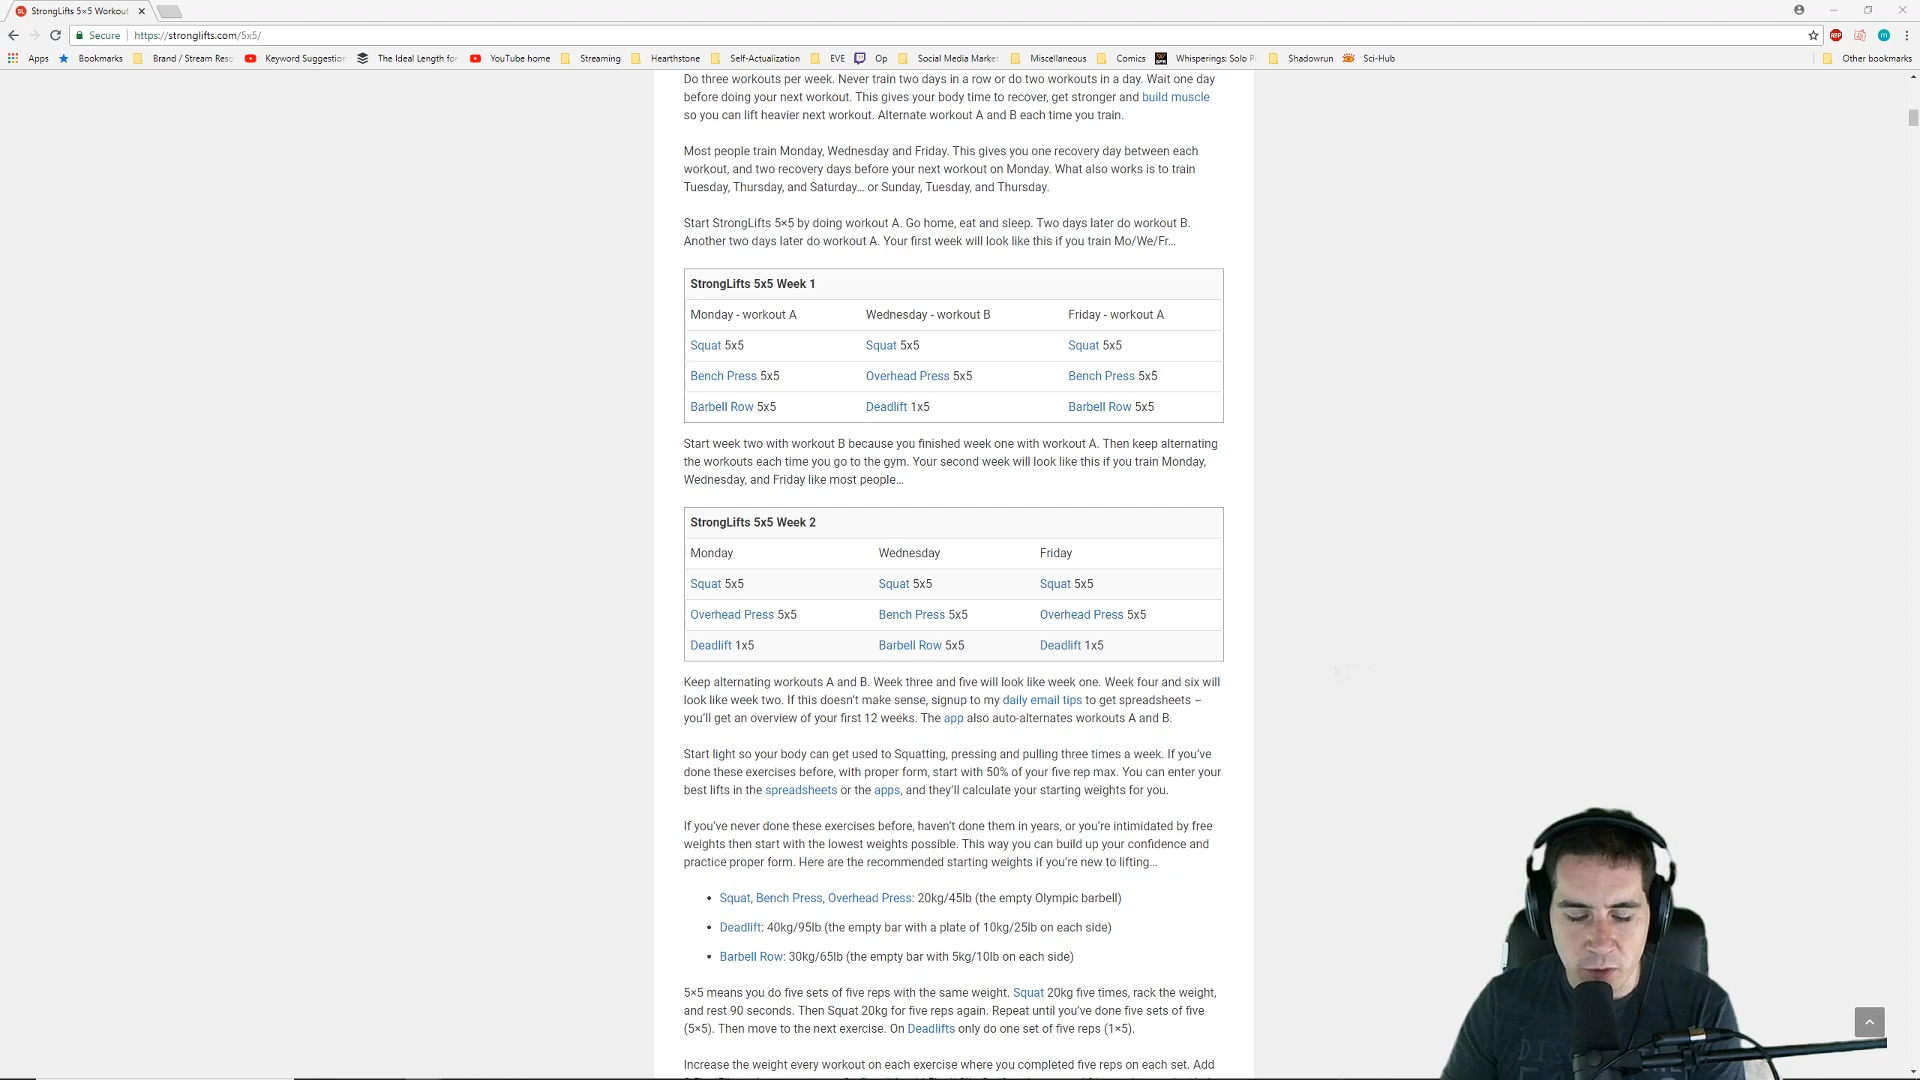 StrongLifts 5×5 Workout
Secure
https://stronglifts.com/5x5/
Apps
Bookmarks
Brand / Stream Reso
Keyword Suggestion
The Ideal Length for
YouTube home
Streaming
Hearthstone
Self-Actualization
EVE
Op
Social Media Market
Miscellaneous
Comics
Whisperings: Solo P
Shadowrun
Sci-Hub
Other bookmarks
ABP
Do three workouts per week. Never train two days in a row or do two workouts in a day. Wait one day
before doing your next workout. This gives your body time to recover, get stronger and build muscle
so you can lift heavier next workout. Alternate workout A and B each time you train.
Most people train Monday, Wednesday and Friday. This gives you one recovery day between each
workout, and two recovery days before your next workout on Monday. What also works is to train
Tuesday, Thursday, and Saturday… or Sunday, Tuesday, and Thursday.
Start StrongLifts 5×5 by doing workout A. Go home, eat and sleep. Two days later do workout B.
Another two days later do workout A. Your first week will look like this if you train Mo/We/Fr…
StrongLifts 5x5 Week 1
Monday - workout A Wednesday - workout B Friday - workout A
Squat 5x5 Squat 5x5 Squat 5x5
Bench Press 5x5 Overhead Press 5x5 Bench Press 5x5
Barbell Row 5x5 Deadlift 1x5 Barbell Row 5x5
Start week two with workout B because you finished week one with workout A. Then keep alternating
the workouts each time you go to the gym. Your second week will look like this if you train Monday,
Wednesday, and Friday like most people…
StrongLifts 5x5 Week 2
Monday Wednesday Friday
Squat 5x5 Squat 5x5 Squat 5x5
Overhead Press 5x5 Bench Press 5x5 Overhead Press 5x5
Deadlift 1x5 Barbell Row 5x5 Deadlift 1x5
Keep alternating workouts A and B. Week three and five will look like week one. Week four and six will
look like week two. If this doesn't make sense, signup to my daily email tips to get spreadsheets –
you'll get an overview of your first 12 weeks. The app also auto-alternates workouts A and B.
Start light so your body can get used to Squatting, pressing and pulling three times a week. If you've
done these exercises before, with proper form, start with 50% of your five rep max. You can enter your
best lifts in the spreadsheets or the apps, and they'll calculate your starting weights for you.
If you've never done these exercises before, haven't done them in years, or you're intimidated by free
weights then start with the lowest weights possible. This way you can build up your confidence and
practice proper form. Here are the recommended starting weights if you're new to lifting…
• Squat, Bench Press, Overhead Press: 20kg/45lb (the empty Olympic barbell)
• Deadlift: 40kg/95lb (the empty bar with a plate of 10kg/25lb on each side)
• Barbell Row: 30kg/65lb (the empty bar with 5kg/10lb on each side)
5×5 means you do five sets of five reps with the same weight. Squat 20kg five times, rack the weight,
and rest 90 seconds. Then Squat 20kg for five reps again. Repeat until you've done five sets of five
(5×5). Then move to the next exercise. On Deadlifts only do one set of five reps (1×5).
Increase the weight every workout on each exercise where you completed five reps on each set. Add